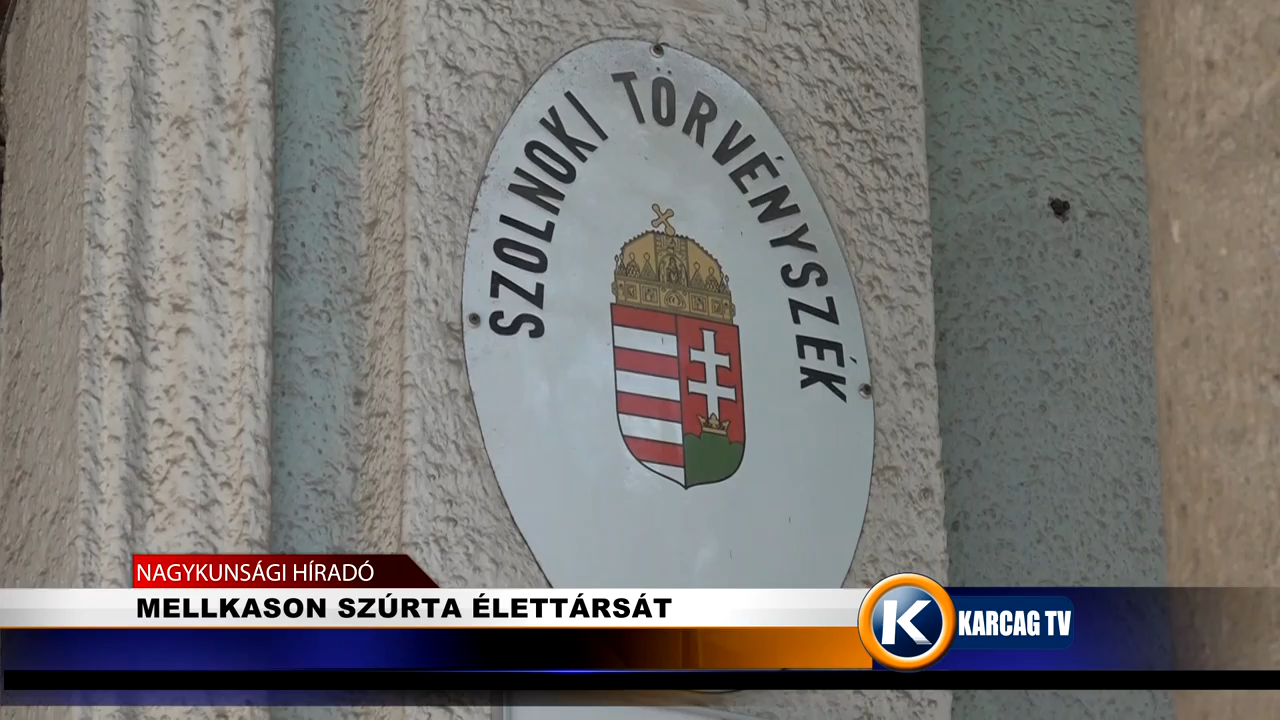 SZOLNOKI TÖRVÉNYSZÉK
NAGYKUNSÁGI HÍRADÓ
MELLKASON SZÚRTA ÉLETTÁRSÁT
K KARCAG TV